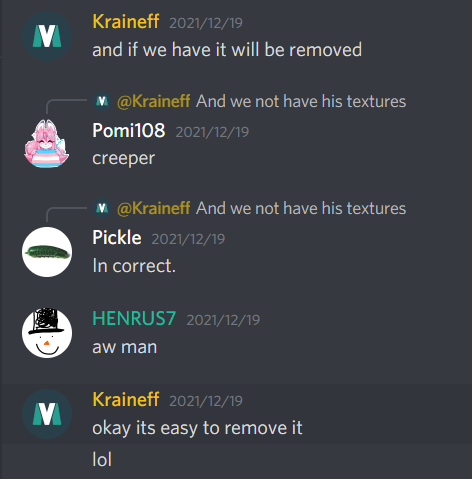 Kraineff 2021/12/19
and if we have it will be removed
@Kraineff And we not have his textures
Pomi108 2021/12/19
creeper
@Kraineff And we not have his textures
Pickle 2021/12/19
In correct.
HENRUS7 2021/12/19
aw man
Kraineff 2021/12/19
okay its easy to remove it
lol